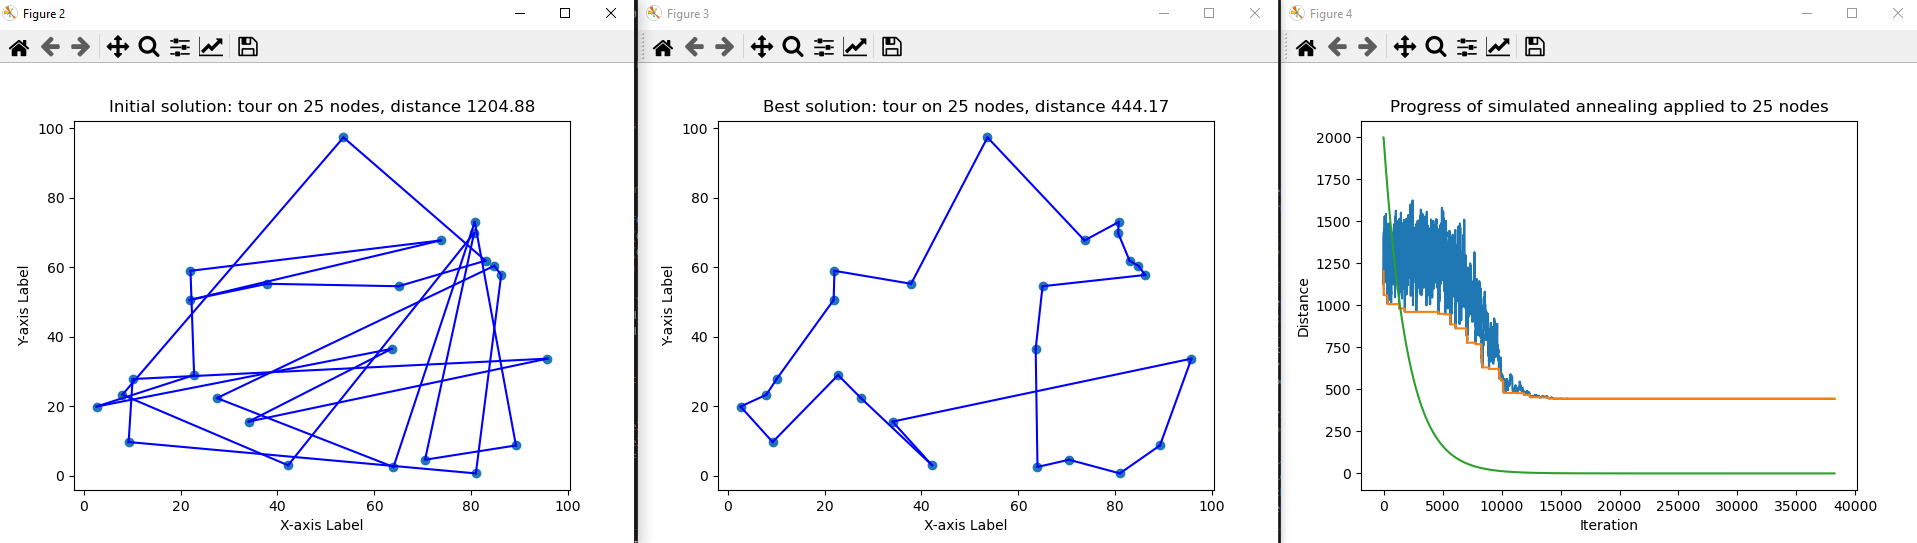 Figure 2
Initial solution: tour on 25 nodes, distance 1204.88
100
80
60
40
20
0
Y-axis Label
0 20 40 60 80 100
X-axis Label
Figure 3
Best solution: tour on 25 nodes, distance 444.17
100
80
60
40
20
0
Y-axis Label
0 20 40 60 80 100
X-axis Label
Figure 4
Progress of simulated annealing applied to 25 nodes
2000
1750
1500
1250
1000
750
500
250
0
Distance
0 5000 10000 15000 20000 25000 30000 35000 40000
Iteration